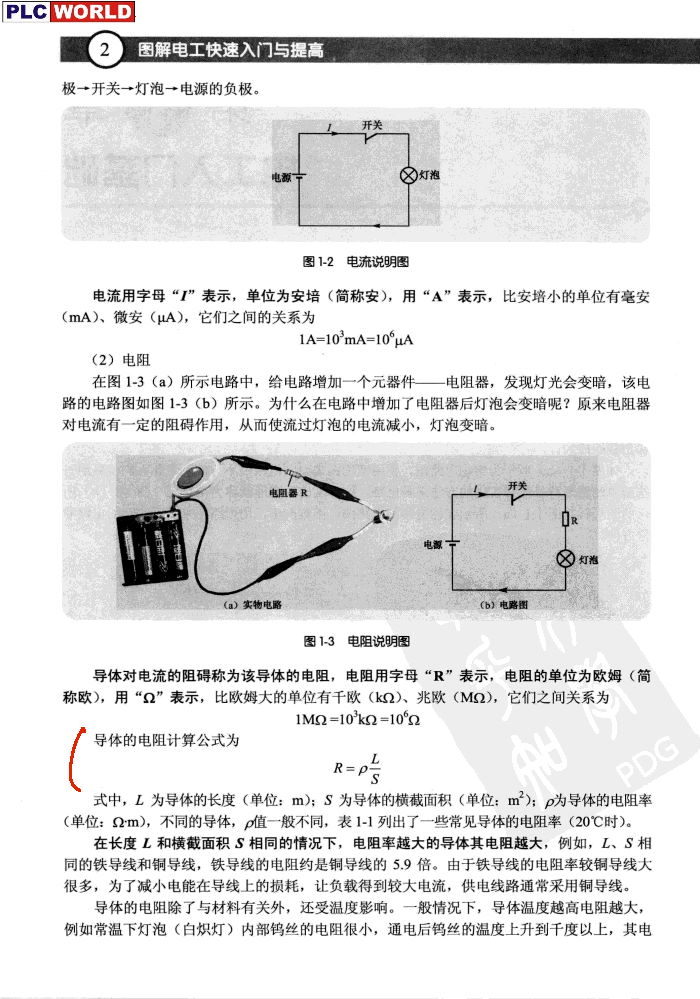 PLC WORLD
2 图解电工快速入门与提高
极→开关→灯泡→电源的负极。
I 开关
电源 灯泡
图1-2 电流说明图
电流用字母“I”表示，单位为安培（简称安），用“A”表示，比安培小的单位有毫安
（mA）、微安（μA），它们之间的关系为
1A=10³mA=10⁶μA
（2）电阻
在图 1-3（a）所示电路中，给电路增加一个元器件——电阻器，发现灯光会变暗，该电
路的电路图如图 1-3（b）所示。为什么在电路中增加了电阻器后灯泡会变暗呢？原来电阻器
对电流有一定的阻碍作用，从而使流过灯泡的电流减小，灯泡变暗。
电阻器 R
（a）实物电路
I 开关
R
电源
灯泡
（b）电路图
图1-3 电阻说明图
导体对电流的阻碍称为该导体的电阻，电阻用字母“R”表示，电阻的单位为欧姆（简
称欧），用“Ω”表示，比欧姆大的单位有千欧（kΩ）、兆欧（MΩ），它们之间关系为
1MΩ =10³kΩ =10⁶Ω
导体的电阻计算公式为
R = ρ L/S
式中，L 为导体的长度（单位：m）；S 为导体的横截面积（单位：m²）；ρ为导体的电阻率
（单位：Ω·m），不同的导体，ρ值一般不同，表 1-1 列出了一些常见导体的电阻率（20℃时）。
在长度 L 和横截面积 S 相同的情况下，电阻率越大的导体其电阻越大，例如，L、S 相
同的铁导线和铜导线，铁导线的电阻约是铜导线的 5.9 倍。由于铁导线的电阻率较铜导线大
很多，为了减小电能在导线上的损耗，让负载得到较大电流，供电线路通常采用铜导线。
导体的电阻除了与材料有关外，还受温度影响。一般情况下，导体温度越高电阻越大，
例如常温下灯泡（白炽灯）内部钨丝的电阻很小，通电后钨丝的温度上升到千度以上，其电
PDG